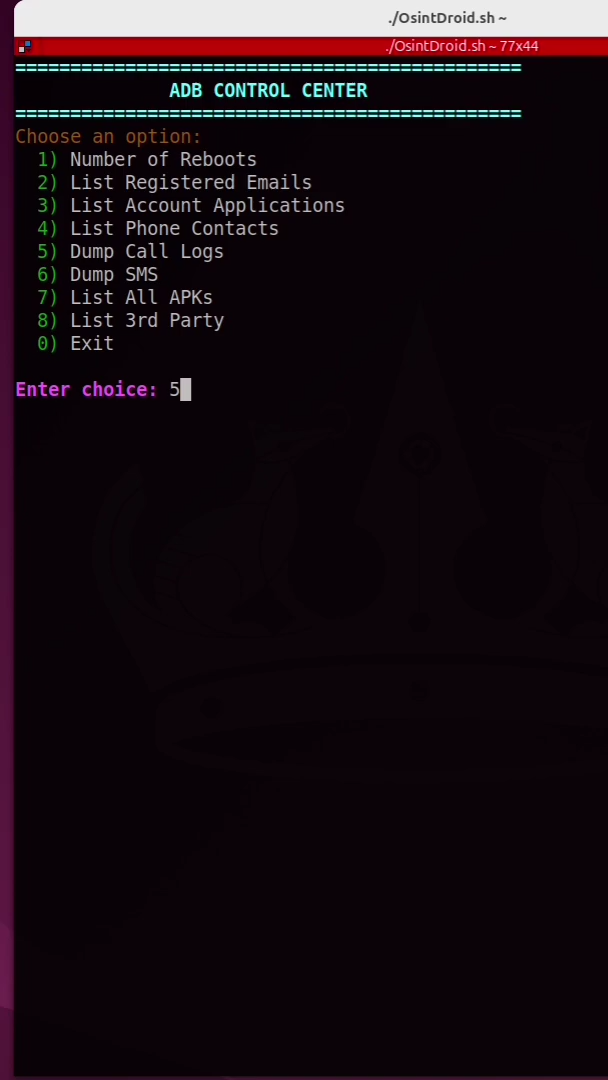 ./OsintDroid.sh ~
./OsintDroid.sh ~ 77x44
==============================================
ADB CONTROL CENTER
==============================================
Choose an option:
1) Number of Reboots
2) List Registered Emails
3) List Account Applications
4) List Phone Contacts
5) Dump Call Logs
6) Dump SMS
7) List All APKs
8) List 3rd Party
0) Exit
Enter choice: 5